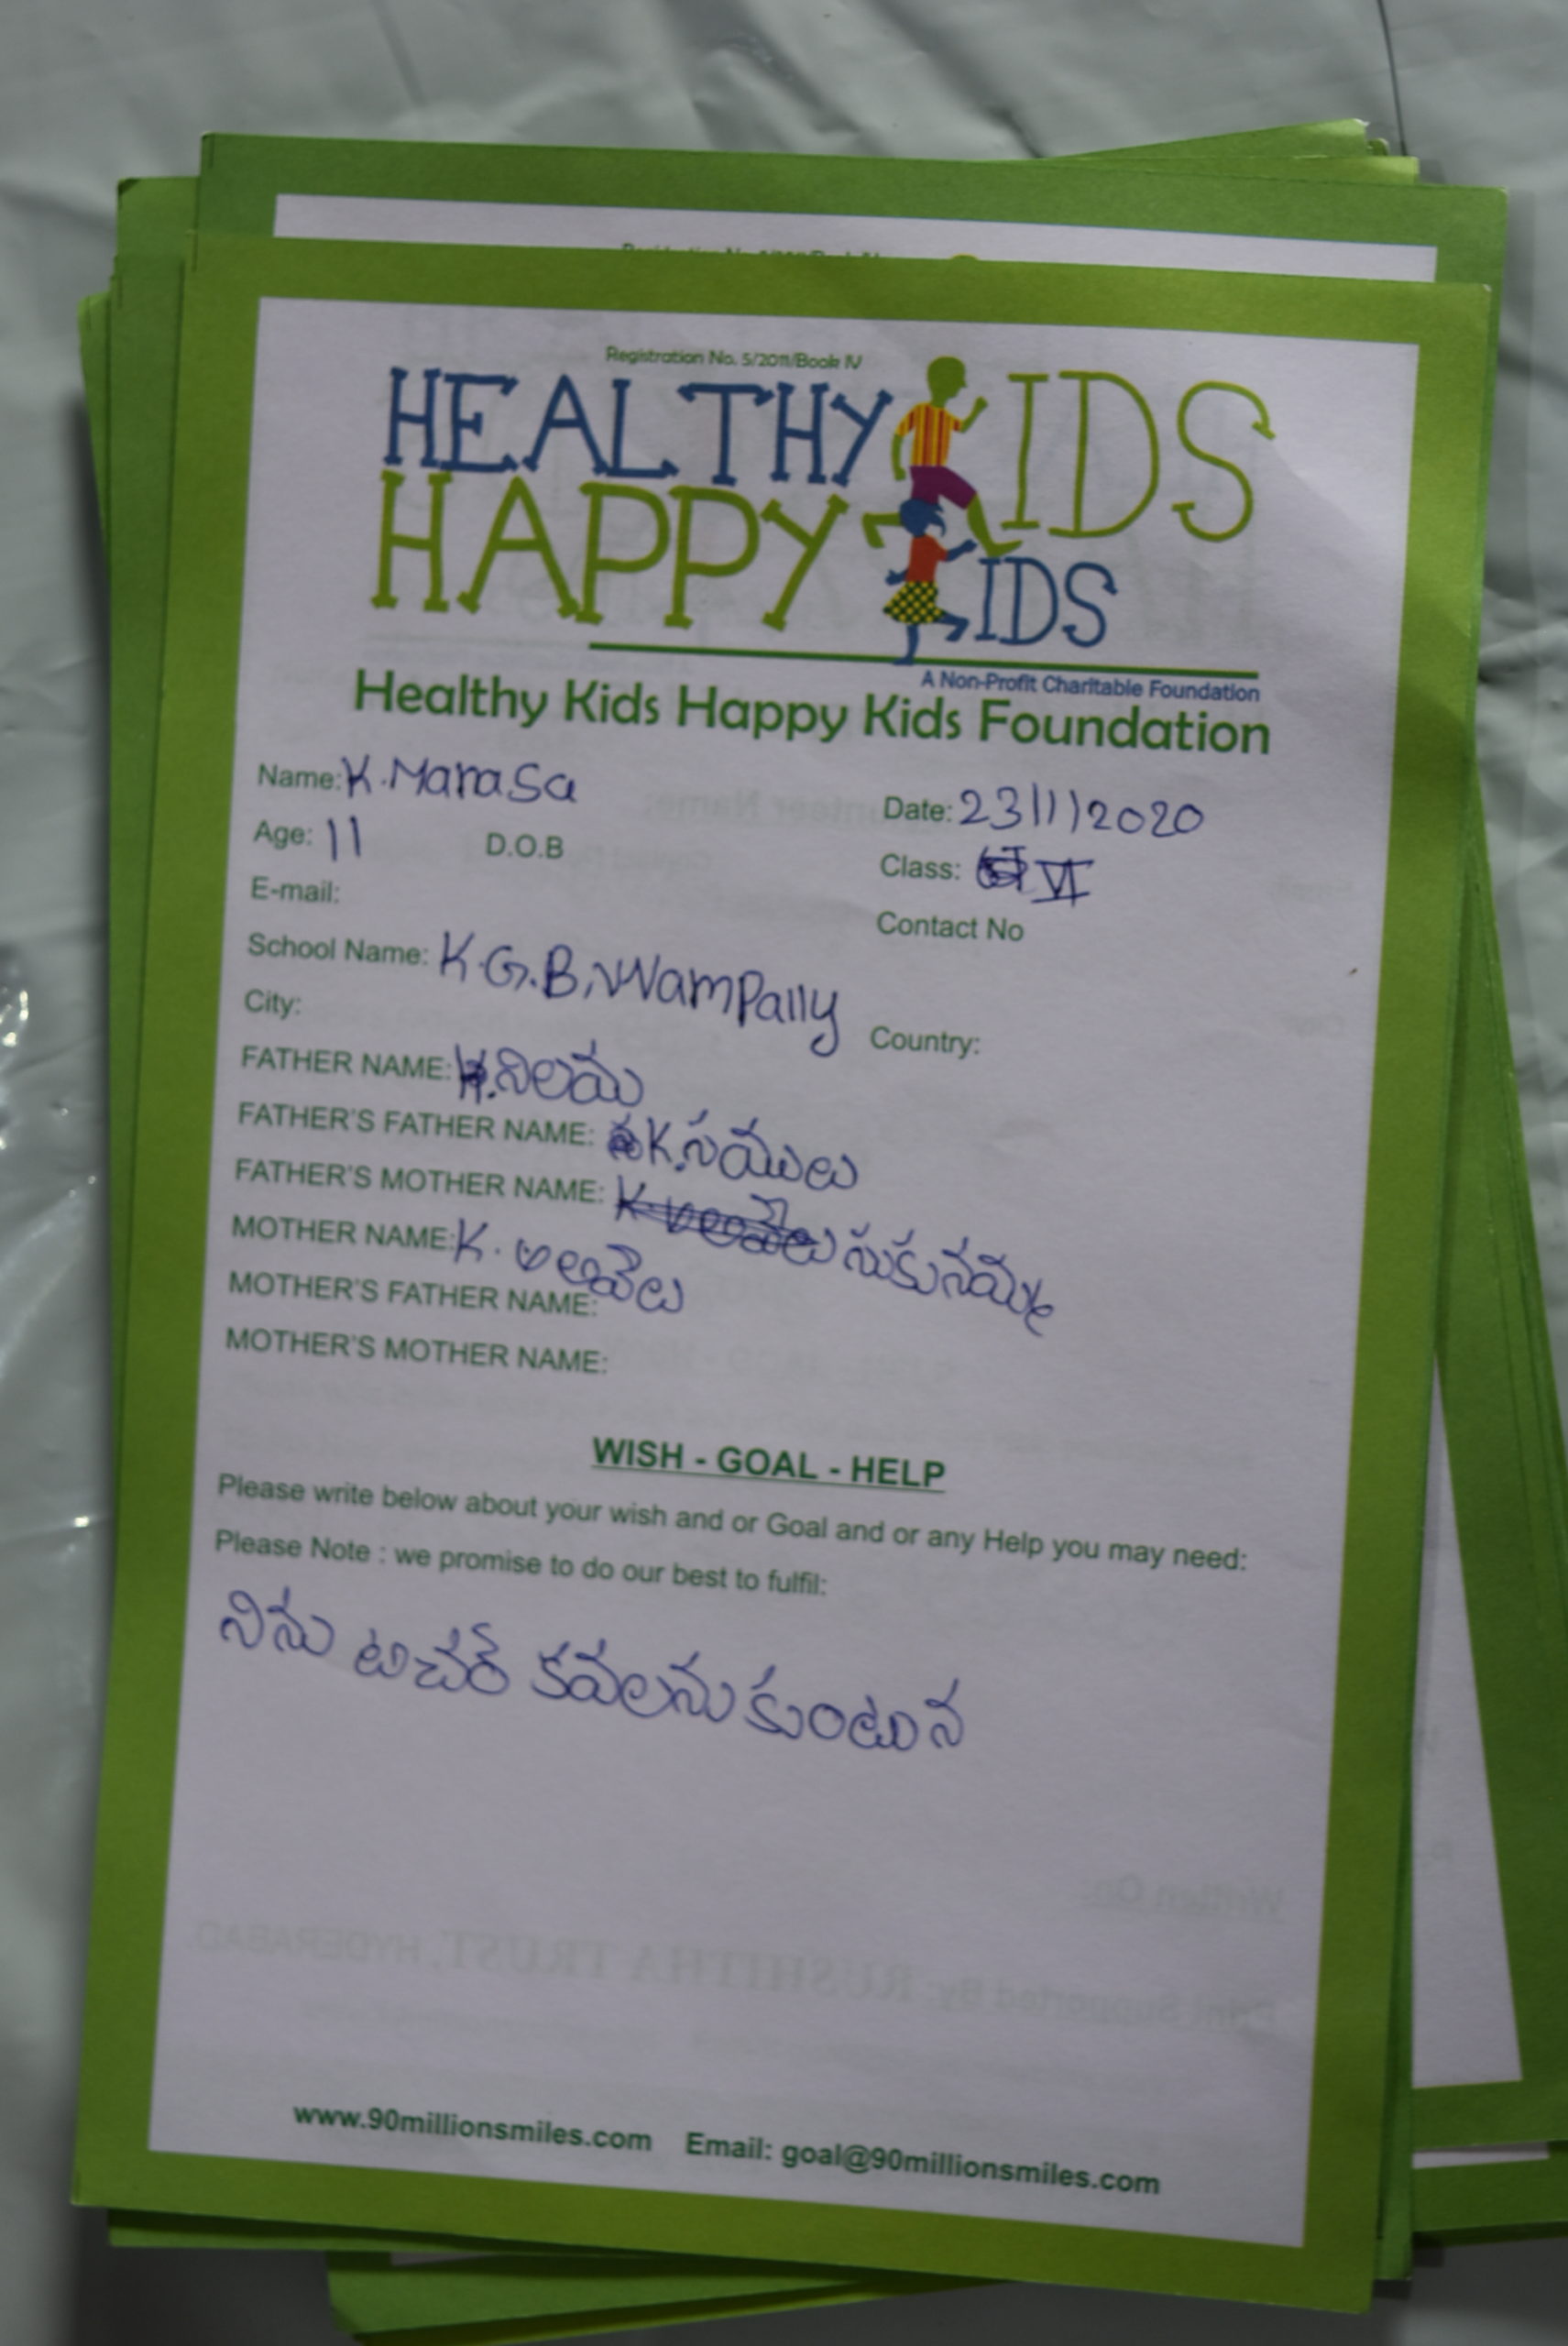 Registration No. 5/2011/Book IV
HEALTHY KIDS
HAPPY KIDS
A Non-Profit Charitable Foundation
Healthy Kids Happy Kids Foundation
Name: K. Manasa Date: 23/1/2020
Age: 11 D.O.B Class: VI
E-mail: Contact No
School Name: K.G.B.V Wampally
City: Country:
FATHER NAME: K. నిలమ
FATHER'S FATHER NAME: K. సయిలు
FATHER'S MOTHER NAME: సుకునమ్మ
MOTHER NAME: K.
MOTHER'S FATHER NAME:
MOTHER'S MOTHER NAME:
WISH - GOAL - HELP
Please write below about your wish and or Goal and or any Help you may need:
Please Note : we promise to do our best to fulfil:
నిను టిచర్ కవలను కుంటున
www.90millionsmiles.com Email: goal@90millionsmiles.com